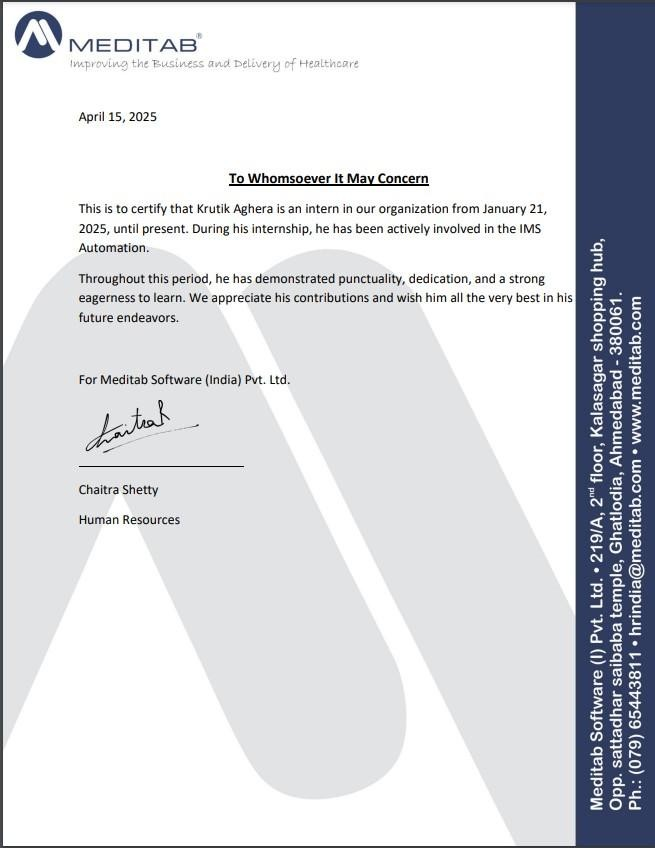 MEDITAB®
Improving the Business and Delivery of Healthcare
April 15, 2025
To Whomsoever It May Concern
This is to certify that Krutik Aghera is an intern in our organization from January 21,
2025, until present. During his internship, he has been actively involved in the IMS
Automation.
Throughout this period, he has demonstrated punctuality, dedication, and a strong
eagerness to learn. We appreciate his contributions and wish him all the very best in his
future endeavors.
For Meditab Software (India) Pvt. Ltd.
Chaitra Shetty
Human Resources
Meditab Software (I) Pvt. Ltd. • 219/A, 2nd floor, Kalasagar shopping hub,
Opp. sattadhar saibaba temple, Ghatlodia, Ahmedabad - 380061.
Ph.: (079) 65443811 • hrindia@meditab.com • www.meditab.com